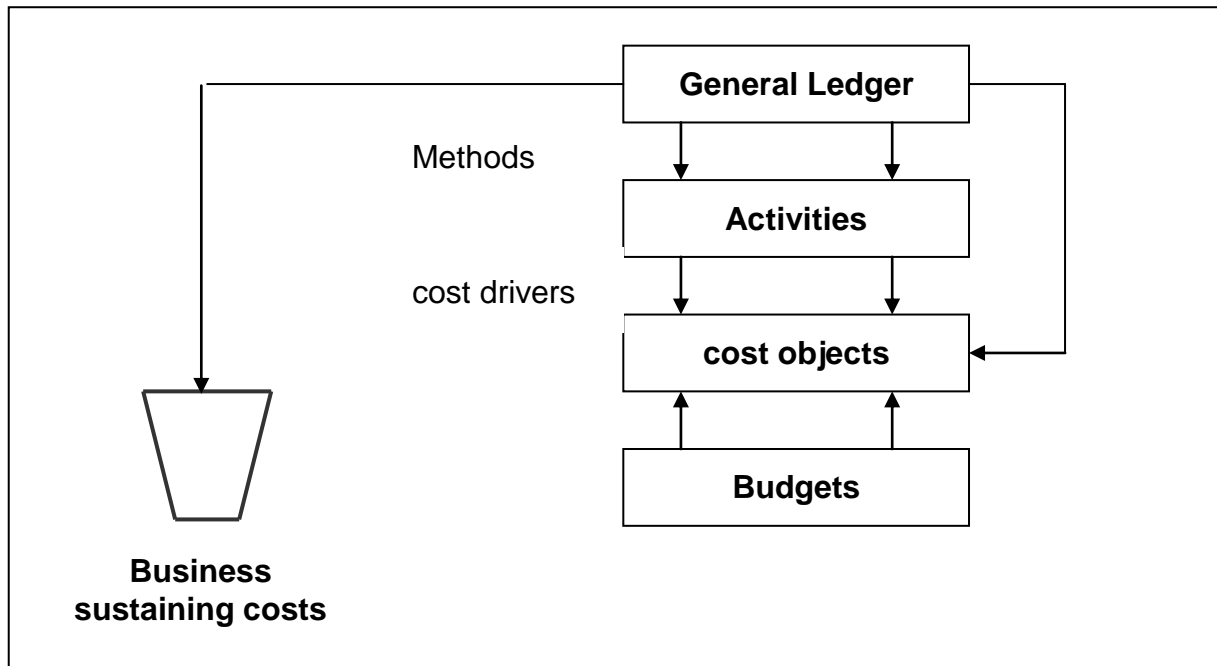 General Ledger
Methods
Activities
cost drivers
cost objects
Budgets
Business
sustaining costs